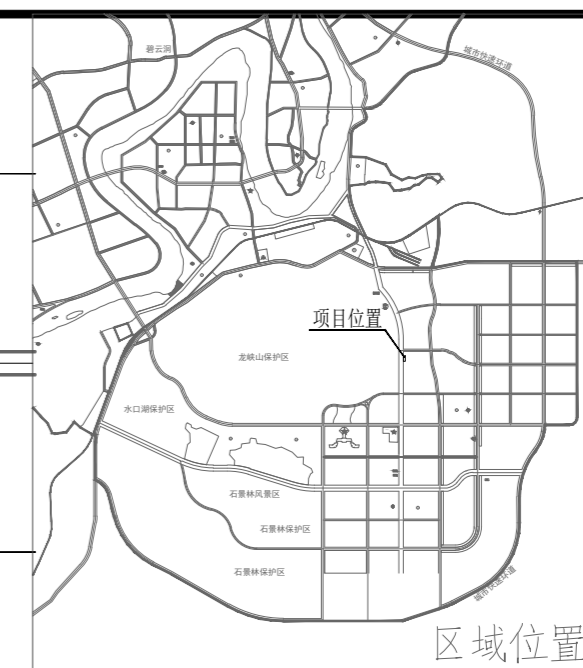 碧云洞
城市快速环道
项目位置
龙峡山保护区
水口湖保护区
石景林风景区
石景林保护区
石景林保护区
城市快速环道
区域位置